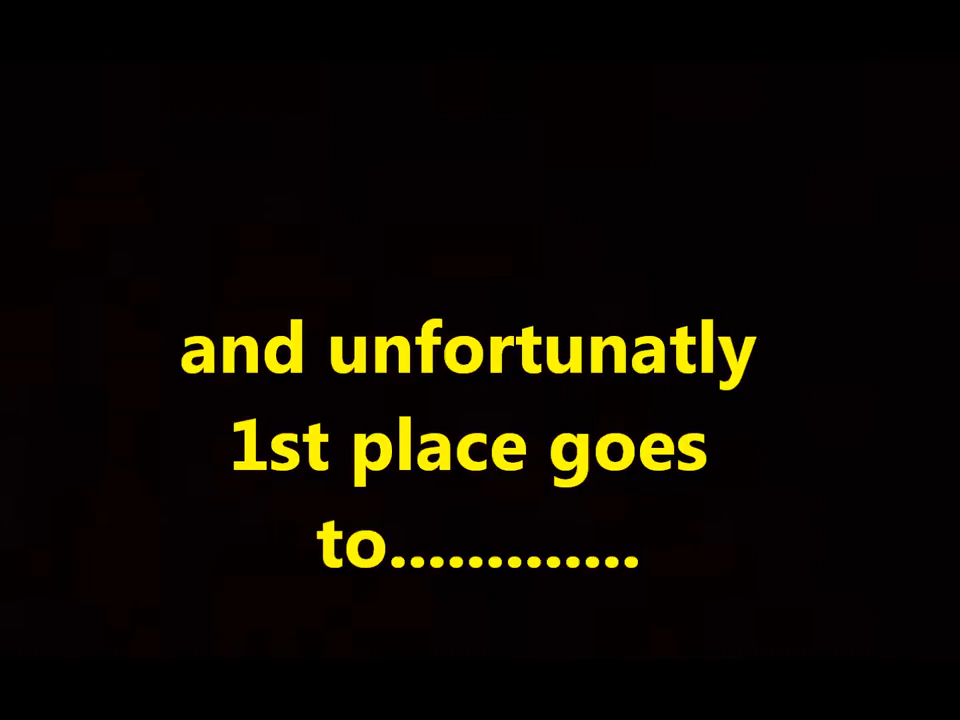 and unfortunatly
1st place goes
to.............